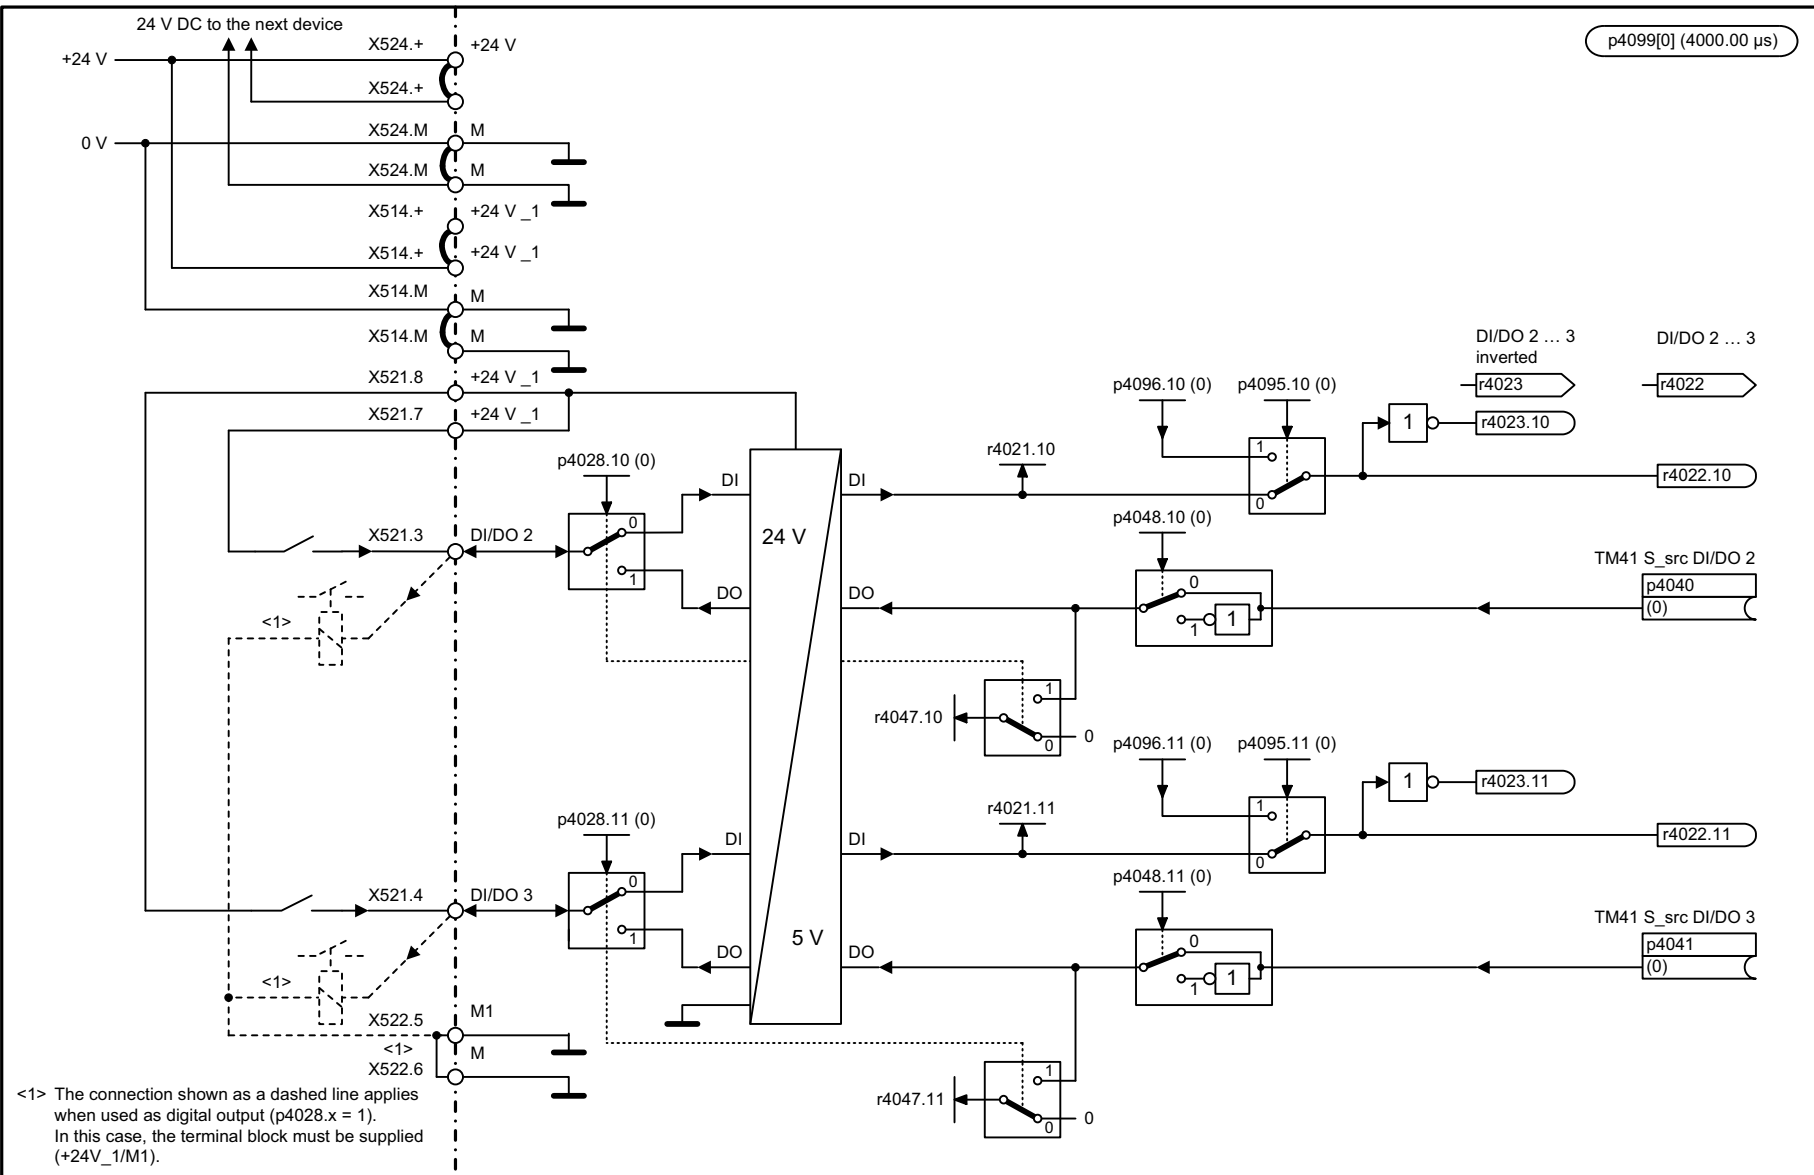 24 V DC to the next device
p4099[0] (4000.00 µs)
X524.+ +24 V
+24 V
X524.+
X524.M M
0 V
X524.M M
X514.+ +24 V _1
X514.+ +24 V _1
X514.M M
X514.M M
X521.8 +24 V _1
X521.7 +24 V _1
DI/DO 2 … 3
inverted
DI/DO 2 … 3
r4023
r4022
p4096.10 (0) p4095.10 (0)
1
r4023.10
r4021.10
1
0
r4022.10
p4028.10 (0)
DI
DI
0
1
24 V
p4048.10 (0)
X521.3 DI/DO 2
TM41 S_src DI/DO 2
p4040
(0)
DO
DO
0
1
1
<1>
r4047.10
1
0
0
p4096.11 (0) p4095.11 (0)
1
r4023.11
r4021.11
1
0
r4022.11
p4028.11 (0)
DI
DI
0
1
p4048.11 (0)
X521.4 DI/DO 3
TM41 S_src DI/DO 3
p4041
(0)
5 V
DO
DO
0
1
1
<1>
X522.5 M1
<1>
M
X522.6
r4047.11
1
0
0
<1> The connection shown as a dashed line applies
when used as digital output (p4028.x = 1).
In this case, the terminal block must be supplied
(+24V_1/M1).